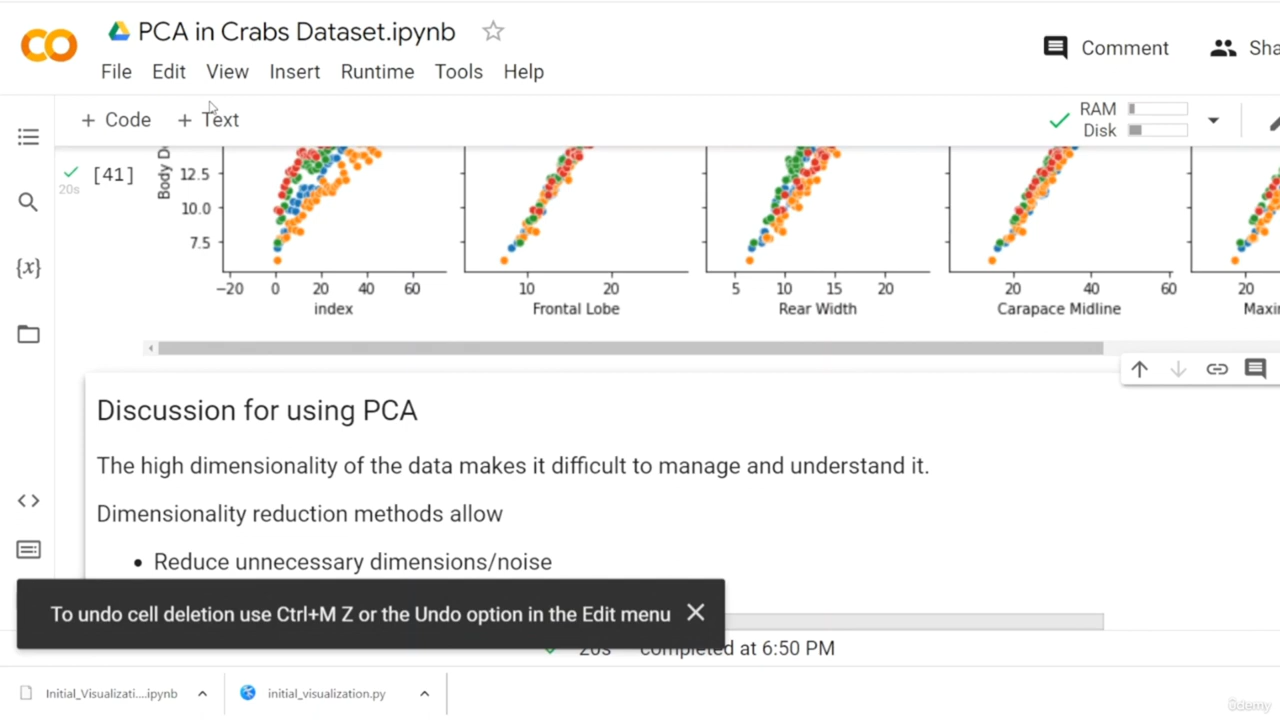 PCA in Crabs Dataset.ipynb
Comment
File Edit View Insert Runtime Tools Help
+ Code + Text
RAM
Disk
[41]
20s
12.5
10.0
7.5
−20 0 20 40 60
10 20
5 10 15 20
20 40 60
20
index
Frontal Lobe
Rear Width
Carapace Midline
{x}
Discussion for using PCA
The high dimensionality of the data makes it difficult to manage and understand it.
Dimensionality reduction methods allow
• Reduce unnecessary dimensions/noise
To undo cell deletion use Ctrl+M Z or the Undo option in the Edit menu
20s completed at 6:50 PM
Initial_Visualizati....ipynb
initial_visualization.py
ûdemy